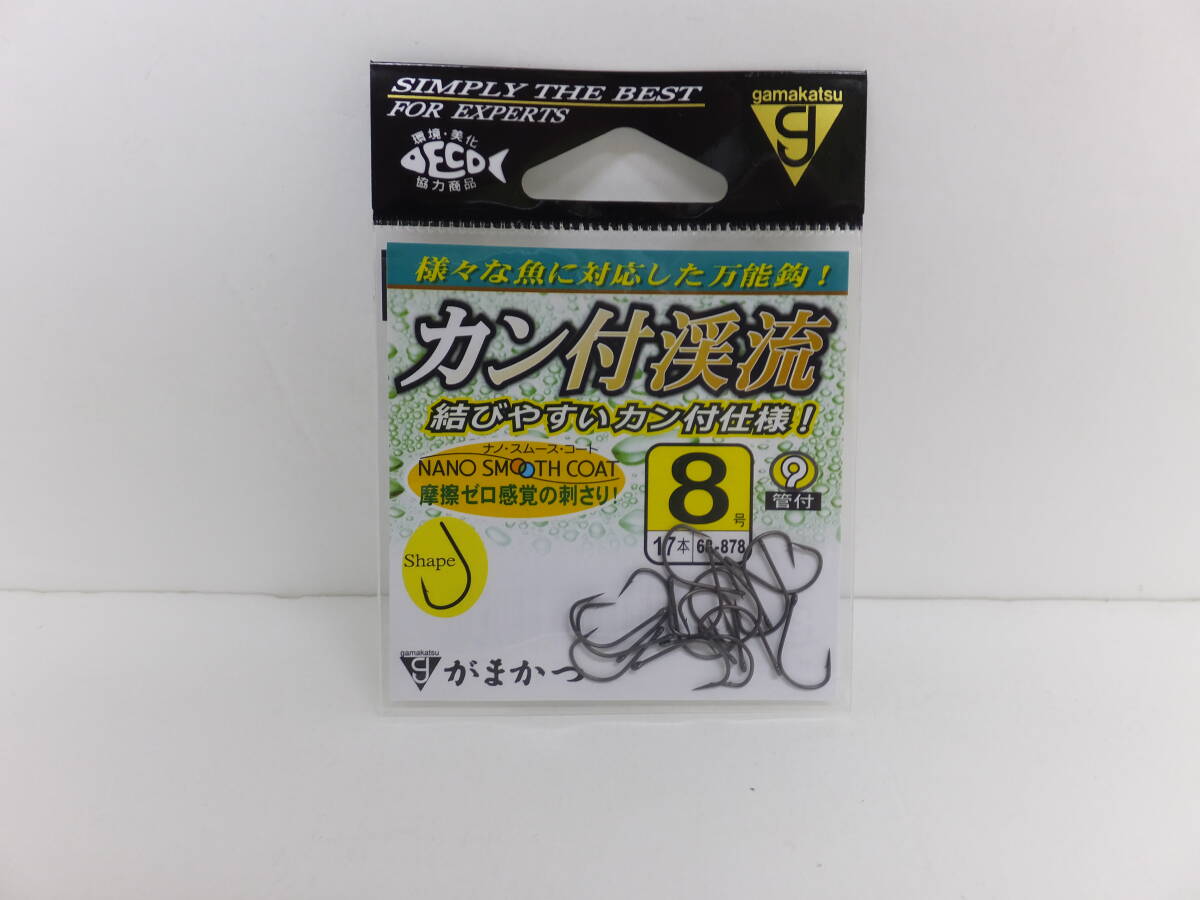 SIMPLY THE BEST
FOR EXPERTS
gamakatsu
環境・美化
ECO
協力商品
様々な魚に対応した万能鈎！
カン付渓流
結びやすいカン付仕様！
ナノ・スムース・コート
NANO SMOOTH COAT
摩擦ゼロ感覚の刺さり！
8号
管付
17本
Shape
gamakatsu
がまかつ